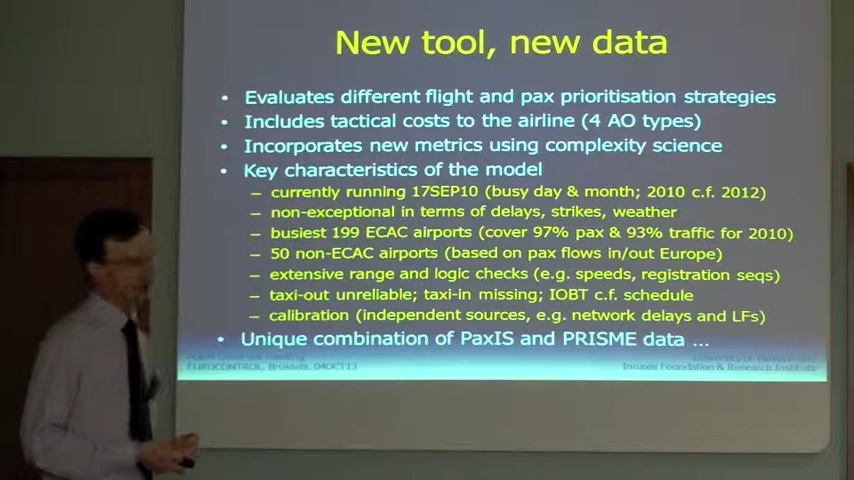 New tool, new data
• Evaluates different flight and pax prioritisation strategies
• Includes tactical costs to the airline (4 AO types)
• Incorporates new metrics using complexity science
• Key characteristics of the model
– currently running 17SEP10 (busy day & month; 2010 c.f. 2012)
– non-exceptional in terms of delays, strikes, weather
– busiest 199 ECAC airports (cover 97% pax & 93% traffic for 2010)
– 50 non-ECAC airports (based on pax flows in/out Europe)
– extensive range and logic checks (e.g. speeds, registration seqs)
– taxi-out unreliable; taxi-in missing; IOBT c.f. schedule
– calibration (independent sources, e.g. network delays and LFs)
• Unique combination of PaxIS and PRISME data ...
University of Westminster
EUROCONTROL, Brussels, 04OCT13
Innaxis Foundation & Research Institute